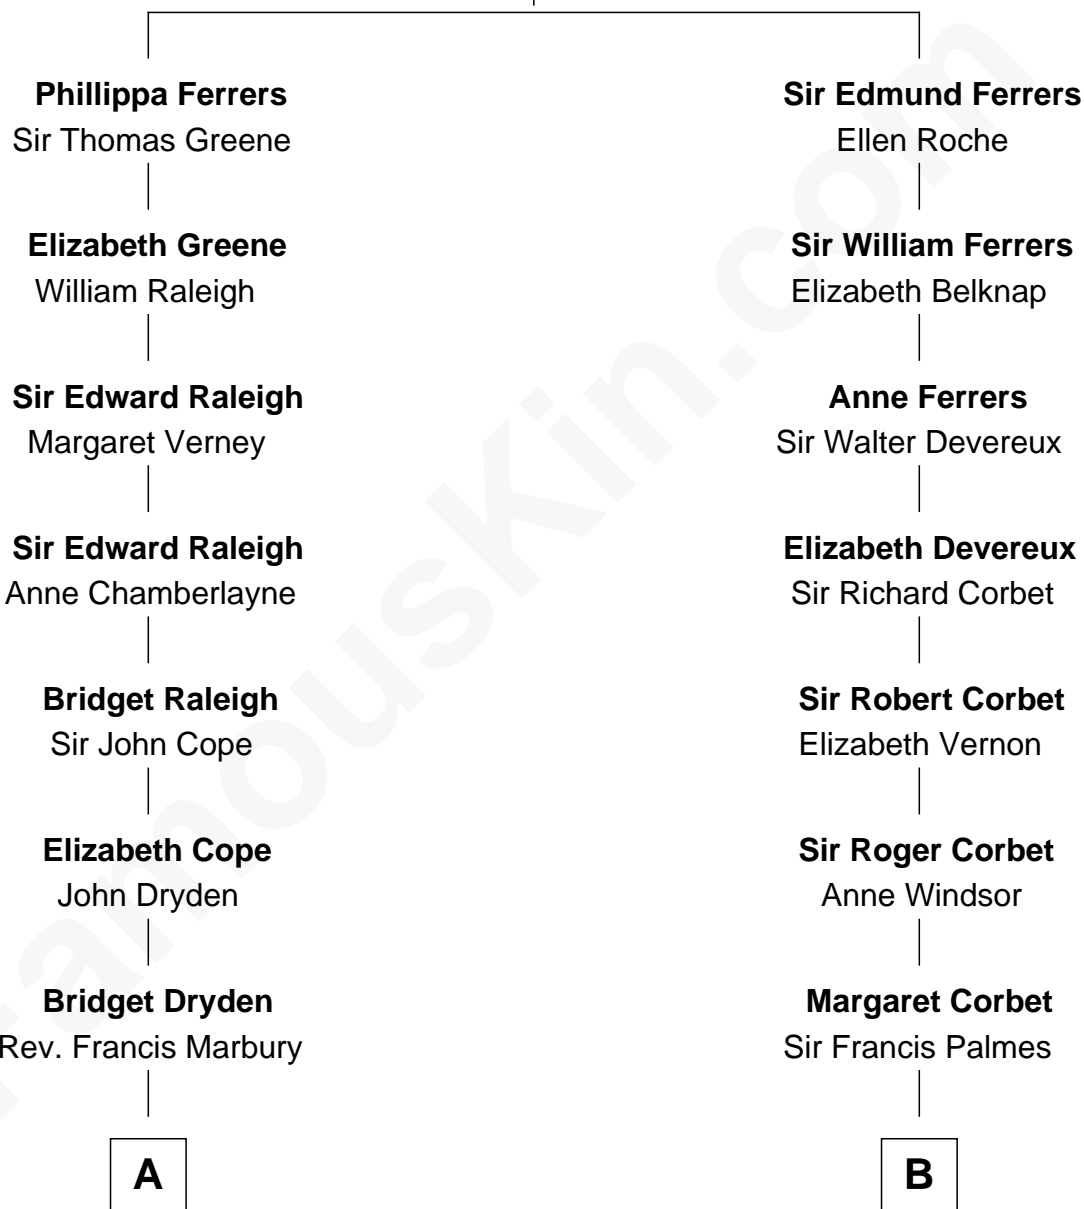 Phillippa Ferrers
Sir Thomas Greene
Elizabeth Greene
William Raleigh
Sir Edward Raleigh
Margaret Verney
Sir Edward Raleigh
Anne Chamberlayne
Bridget Raleigh
Sir John Cope
Elizabeth Cope
John Dryden
Bridget Dryden
Rev. Francis Marbury
A
Sir Edmund Ferrers
Ellen Roche
Sir William Ferrers
Elizabeth Belknap
Anne Ferrers
Sir Walter Devereux
Elizabeth Devereux
Sir Richard Corbet
Sir Robert Corbet
Elizabeth Vernon
Sir Roger Corbet
Anne Windsor
Margaret Corbet
Sir Francis Palmes
B
FamousKin.com